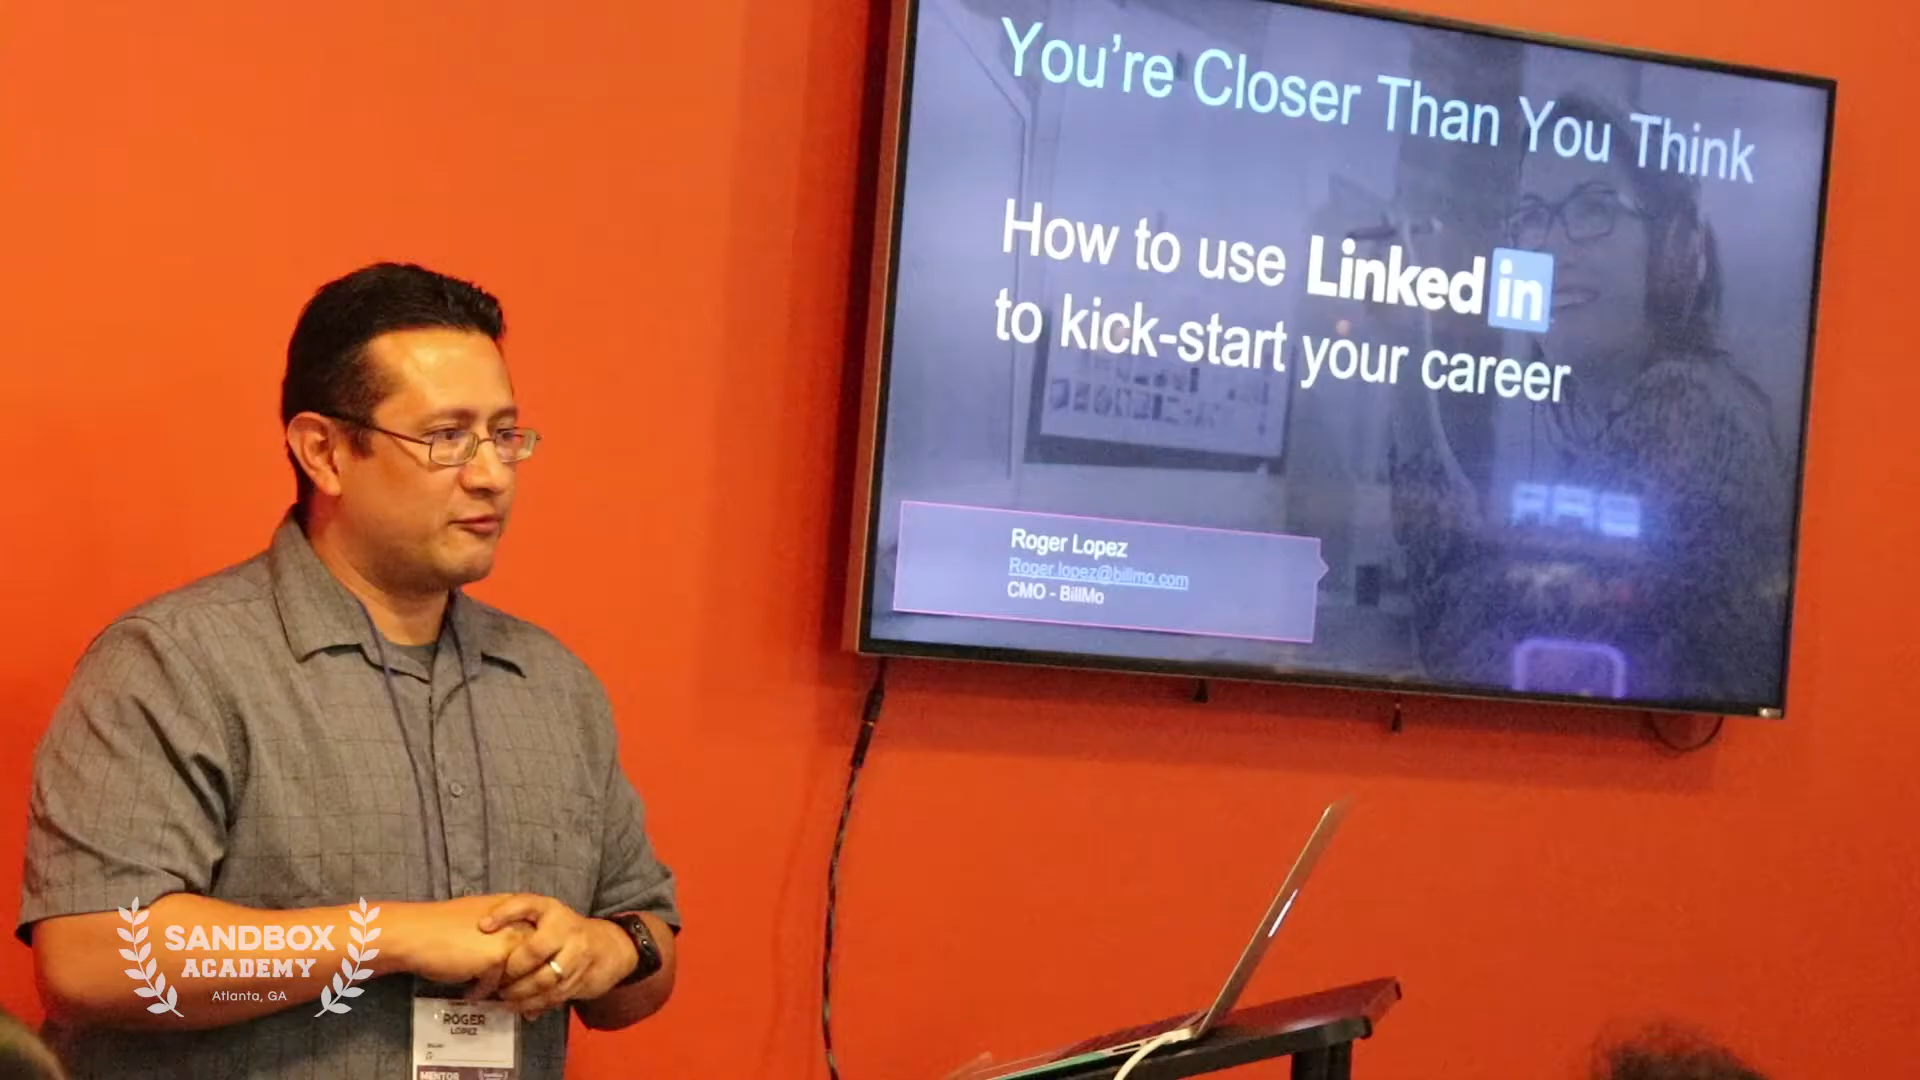 You're Closer Than You Think
How to use Linked in
to kick-start your career
Roger Lopez
Roger.lopez@billmo.com
CMO - BillMo
SANDBOX
ACADEMY
Atlanta, GA
ROGER
LOPEZ
MENTOR